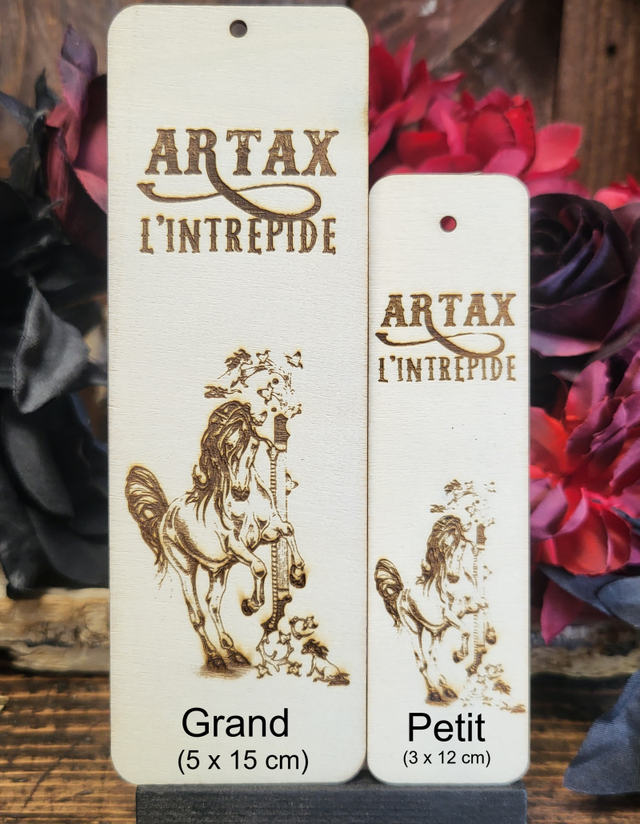 ARTAX
L'INTREPIDE
Grand
(5 x 15 cm)
ARTAX
L'INTREPIDE
Petit
(3 x 12 cm)